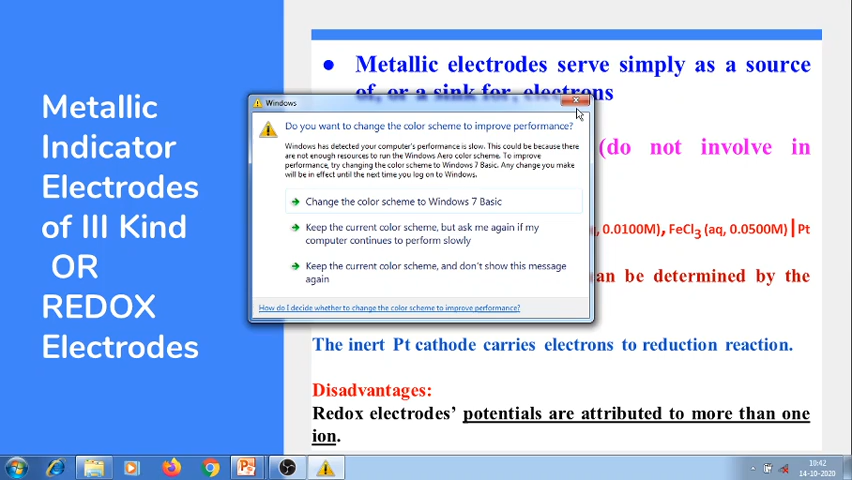 Metallic
Indicator
Electrodes
of III Kind
OR
REDOX
Electrodes
● Metallic electrodes serve simply as a source
of, or a sink for, electrons
Windows
Do you want to change the color scheme to improve performance?
Windows has detected your computer's performance is slow. This could be because there
are not enough resources to run the Windows Aero color scheme. To improve
performance, try changing the color scheme to Windows 7 Basic. Any change you make
will be in effect until the next time you log on to Windows.
Change the color scheme to Windows 7 Basic
Keep the current color scheme, but ask me again if my
computer continues to perform slowly
Keep the current color scheme, and don't show this message
again
How do I decide whether to change the color scheme to improve performance?
(do not involve in
, 0.0100M), FeCl3 (aq, 0.0500M)|Pt
an be determined by the
The inert Pt cathode carries electrons to reduction reaction.
Disadvantages:
Redox electrodes' potentials are attributed to more than one
ion.
10:42
14-10-2020